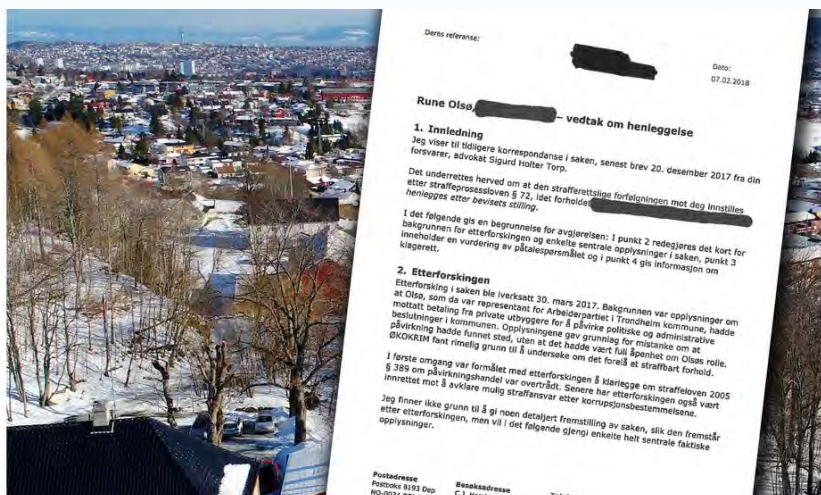 Deres referanse:
Dato:
07.02.2018
Rune Olsø, – vedtak om henleggelse
1. Innledning
Jeg viser til tidligere korrespondanse i saken, senest brev 20. desember 2017 fra din
forsvarer, advokat Sigurd Holter Torp.
Det underrettes herved om at den strafferettslige forfølgningen mot deg innstilles
etter straffeprosessloven § 72, idet forholdet
henlegges etter bevisets stilling.
I det følgende gis en begrunnelse for avgjørelsen: I punkt 2 redegjøres det kort for
bakgrunnen for etterforskingen og enkelte sentrale opplysninger i saken, punkt 3
inneholder en vurdering av påtalespørsmålet og i punkt 4 gis informasjon om
klagerett.
2. Etterforskingen
Etterforsking i saken ble iverksatt 30. mars 2017. Bakgrunnen var opplysninger om
at Olsø, som da var representant for Arbeiderpartiet i Trondheim kommune, hadde
mottatt betaling fra private utbyggere for å påvirke politiske og administrative
beslutninger i kommunen. Opplysningene gav grunnlag for mistanke om at
påvirkning hadde funnet sted, uten at det hadde vært full åpenhet om Olsøs rolle.
ØKOKRIM fant rimelig grunn til å undersøke om det forelå et straffbart forhold.
I første omgang var formålet med etterforskingen å klarlegge om straffeloven 2005
§ 389 om påvirkningshandel var overtrådt. Senere har etterforskingen også vært
innrettet mot å avklare mulig straffansvar etter korrupsjonsbestemmelsene.
Jeg finner ikke grunn til å gi noen detaljert fremstilling av saken, slik den fremstår
etter etterforskingen, men vil i det følgende gjengi enkelte helt sentrale faktiske
opplysninger.
Postadresse
Postboks 8193 Dep
Besøksadresse